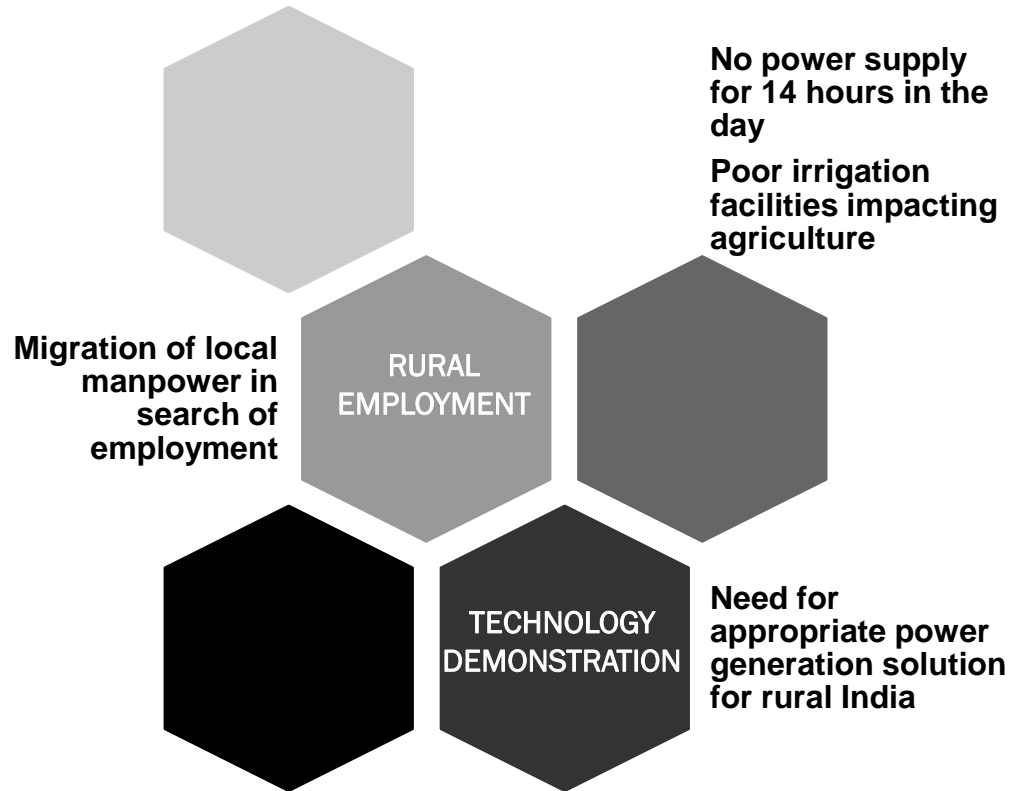 No power supply
for 14 hours in the
day
Poor irrigation
facilities impacting
agriculture
Migration of local
manpower in
search of
employment
RURAL
EMPLOYMENT
TECHNOLOGY
DEMONSTRATION
Need for
appropriate power
generation solution
for rural India